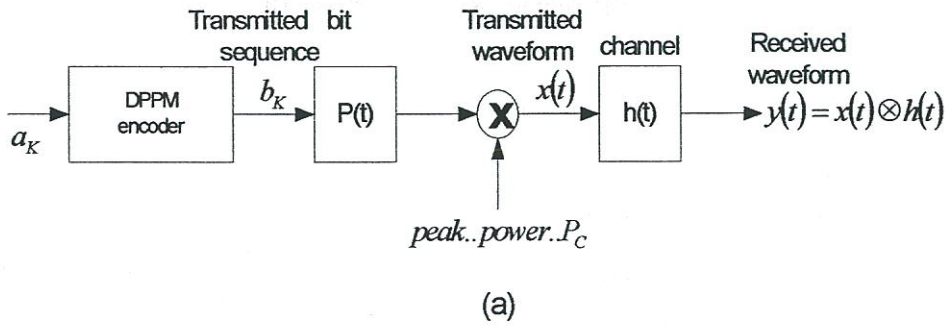 Transmitted bit
sequence
Transmitted
waveform
channel
Received
waveform
a_K
DPPM
encoder
b_K
P(t)
X
x(t)
h(t)
y(t) = x(t) ⊗ h(t)
peak..power..P_C
(a)